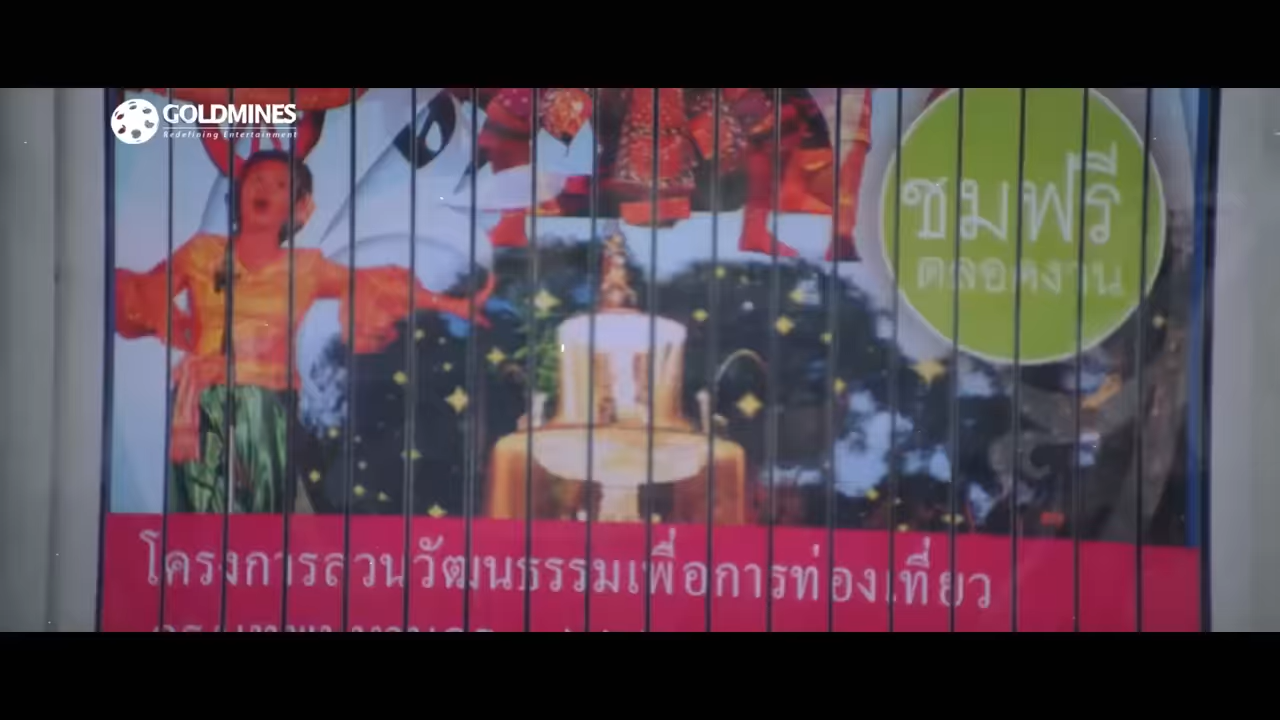 GOLDMINES
Redefining Entertainment
ชมฟรี
ตลอดงาน
โครงการสวนวัฒนธรรมเพื่อการท่องเที่ยว